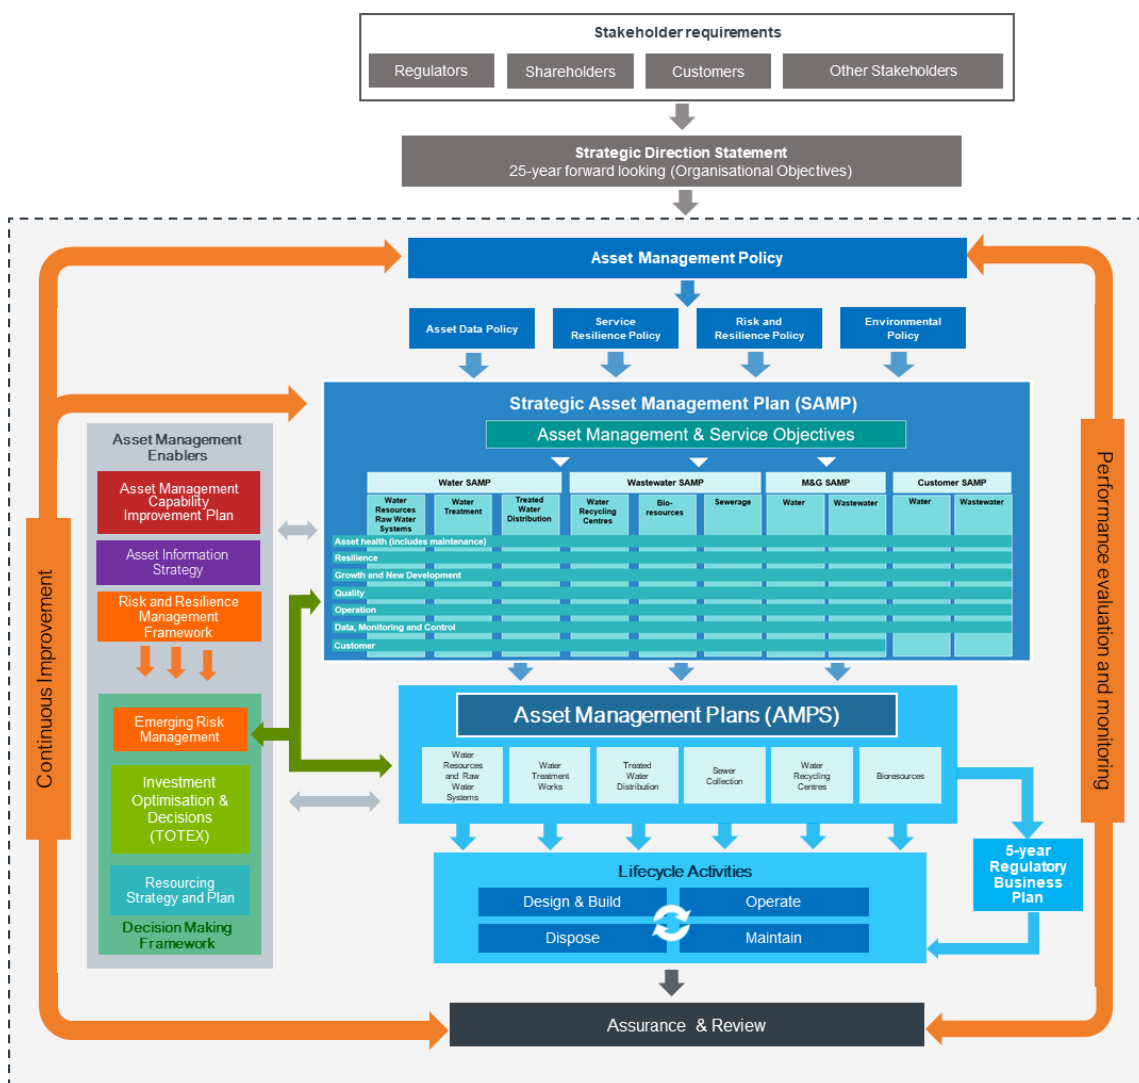 Stakeholder requirements
Regulators
Shareholders
Customers
Other Stakeholders
Strategic Direction Statement
25-year forward looking (Organisational Objectives)
Asset Management Policy
Asset Data Policy
Service
Resilience Policy
Risk and
Resilience Policy
Environmental
Policy
Strategic Asset Management Plan (SAMP)
Asset Management & Service Objectives
Water SAMP
Wastewater SAMP
M&G SAMP
Customer SAMP
Water
Resources
Raw Water
Systems
Water
Treatment
Treated
Water
Distribution
Water
Recycling
Centres
Bio-
resources
Sewerage
Water
Wastewater
Water
Wastewater
Asset health (includes maintenance)
Resilience
Growth and New Development
Quality
Operation
Data, Monitoring and Control
Customer
Asset Management
Enablers
Asset Management
Capability
Improvement Plan
Asset Information
Strategy
Risk and Resilience
Management
Framework
Emerging Risk
Management
Investment
Optimisation &
Decisions
(TOTEX)
Resourcing
Strategy and Plan
Decision Making
Framework
Continuous Improvement
Performance evaluation and monitoring
Asset Management Plans (AMPS)
Water
Resources
and Raw
Water
Systems
Water
Treatment
Works
Treated
Water
Distribution
Sewer
Collection
Water
Recycling
Centres
Bioresources
5-year
Regulatory
Business
Plan
Lifecycle Activities
Design & Build
Operate
Dispose
Maintain
Assurance & Review